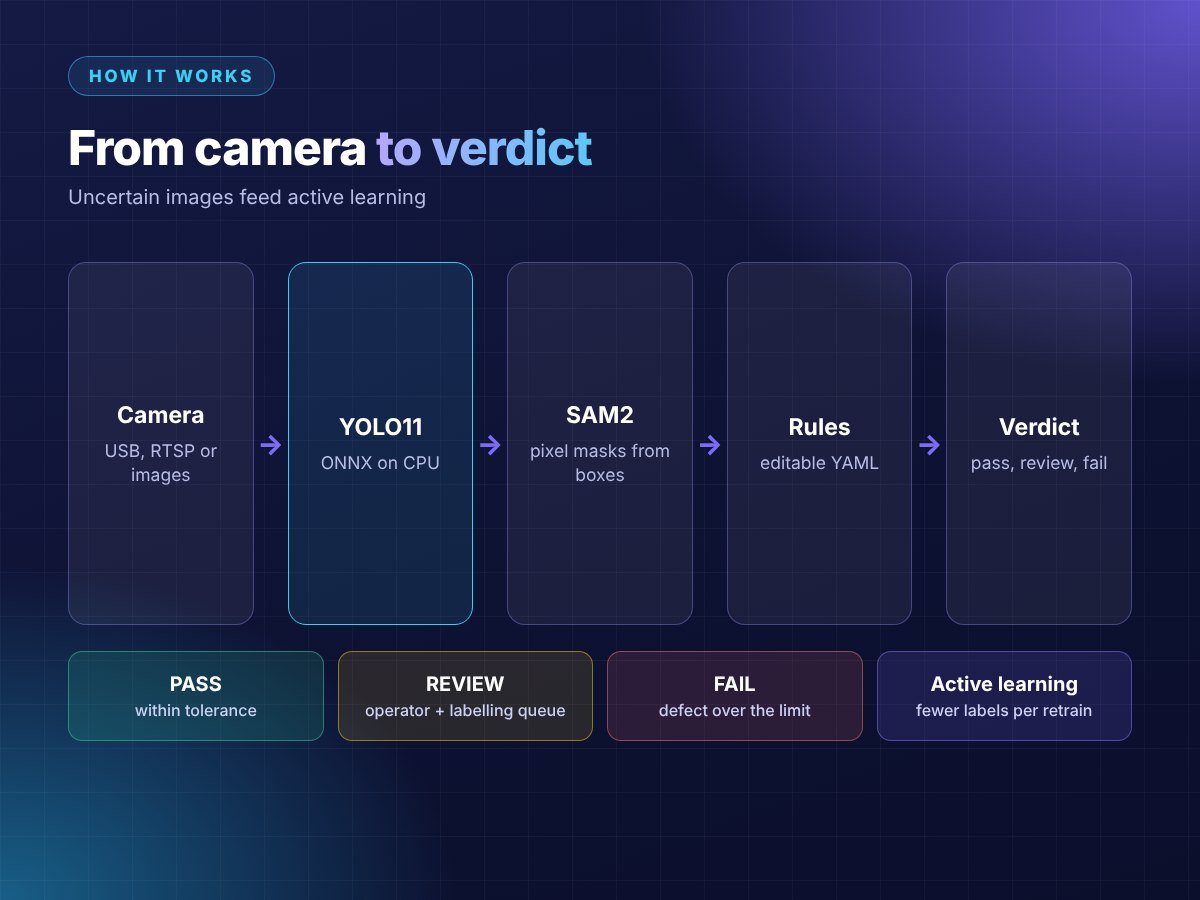 HOW IT WORKS
From camera to verdict
Uncertain images feed active learning
Camera
USB, RTSP or
images
→
YOLO11
ONNX on CPU
→
SAM2
pixel masks from
boxes
→
Rules
editable YAML
→
Verdict
pass, review, fail
PASS
within tolerance
REVIEW
operator + labelling queue
FAIL
defect over the limit
Active learning
fewer labels per retrain